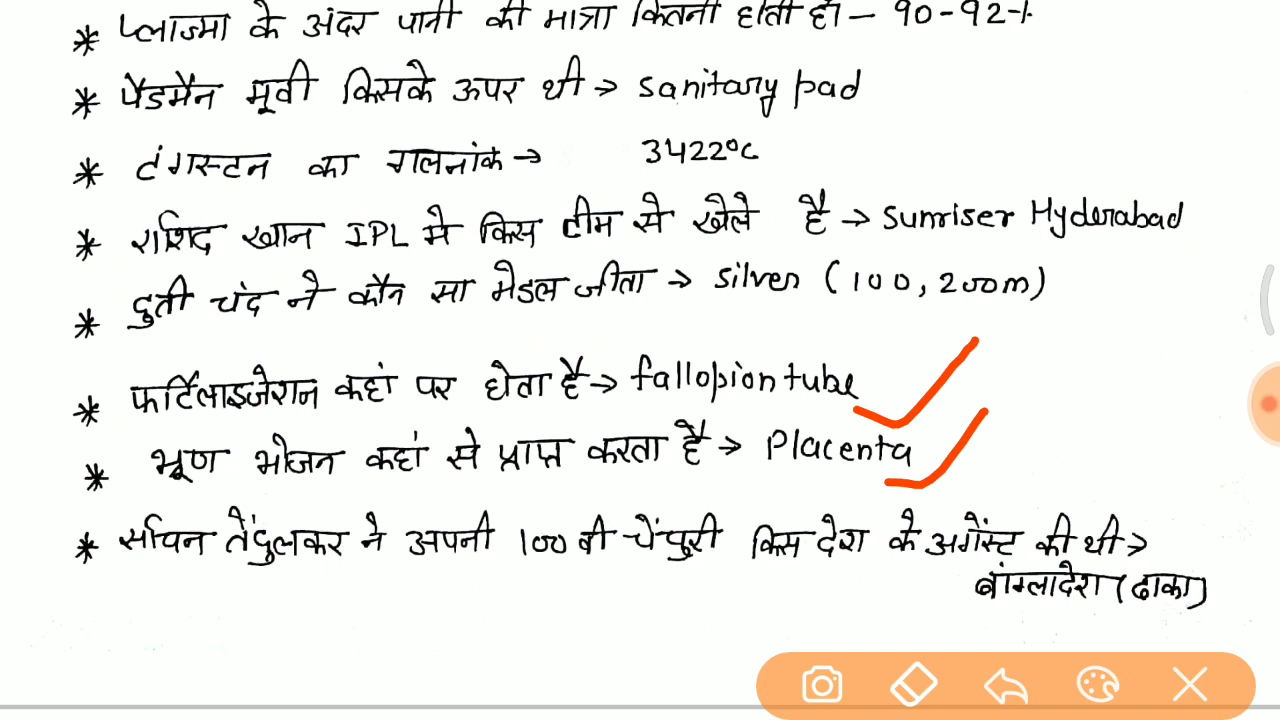 * प्लाज्मा के अंदर पानी की मात्रा कितनी होती है। - 90-92%
* पैडमैन मूवी किसके ऊपर थी → sanitary pad
* टंगस्टन का गलनांक → 3422°c
* राशिद खान IPL मे किस टीम से खेले है → Sunriser Hyderabad
* दुती चंद ने कौन सा मेडल जीता → silver (100, 200m)
* फर्टिलाइजेशन कहां पर होता है → fallopion tube
* भ्रूण भोजन कहां से प्राप्त करता है → Placenta
* सचिन तेंदुलकर ने अपनी 100 वी चेंचुरी किस देश के अगेंस्ट की थी →
बांग्लादेश (ढाका)